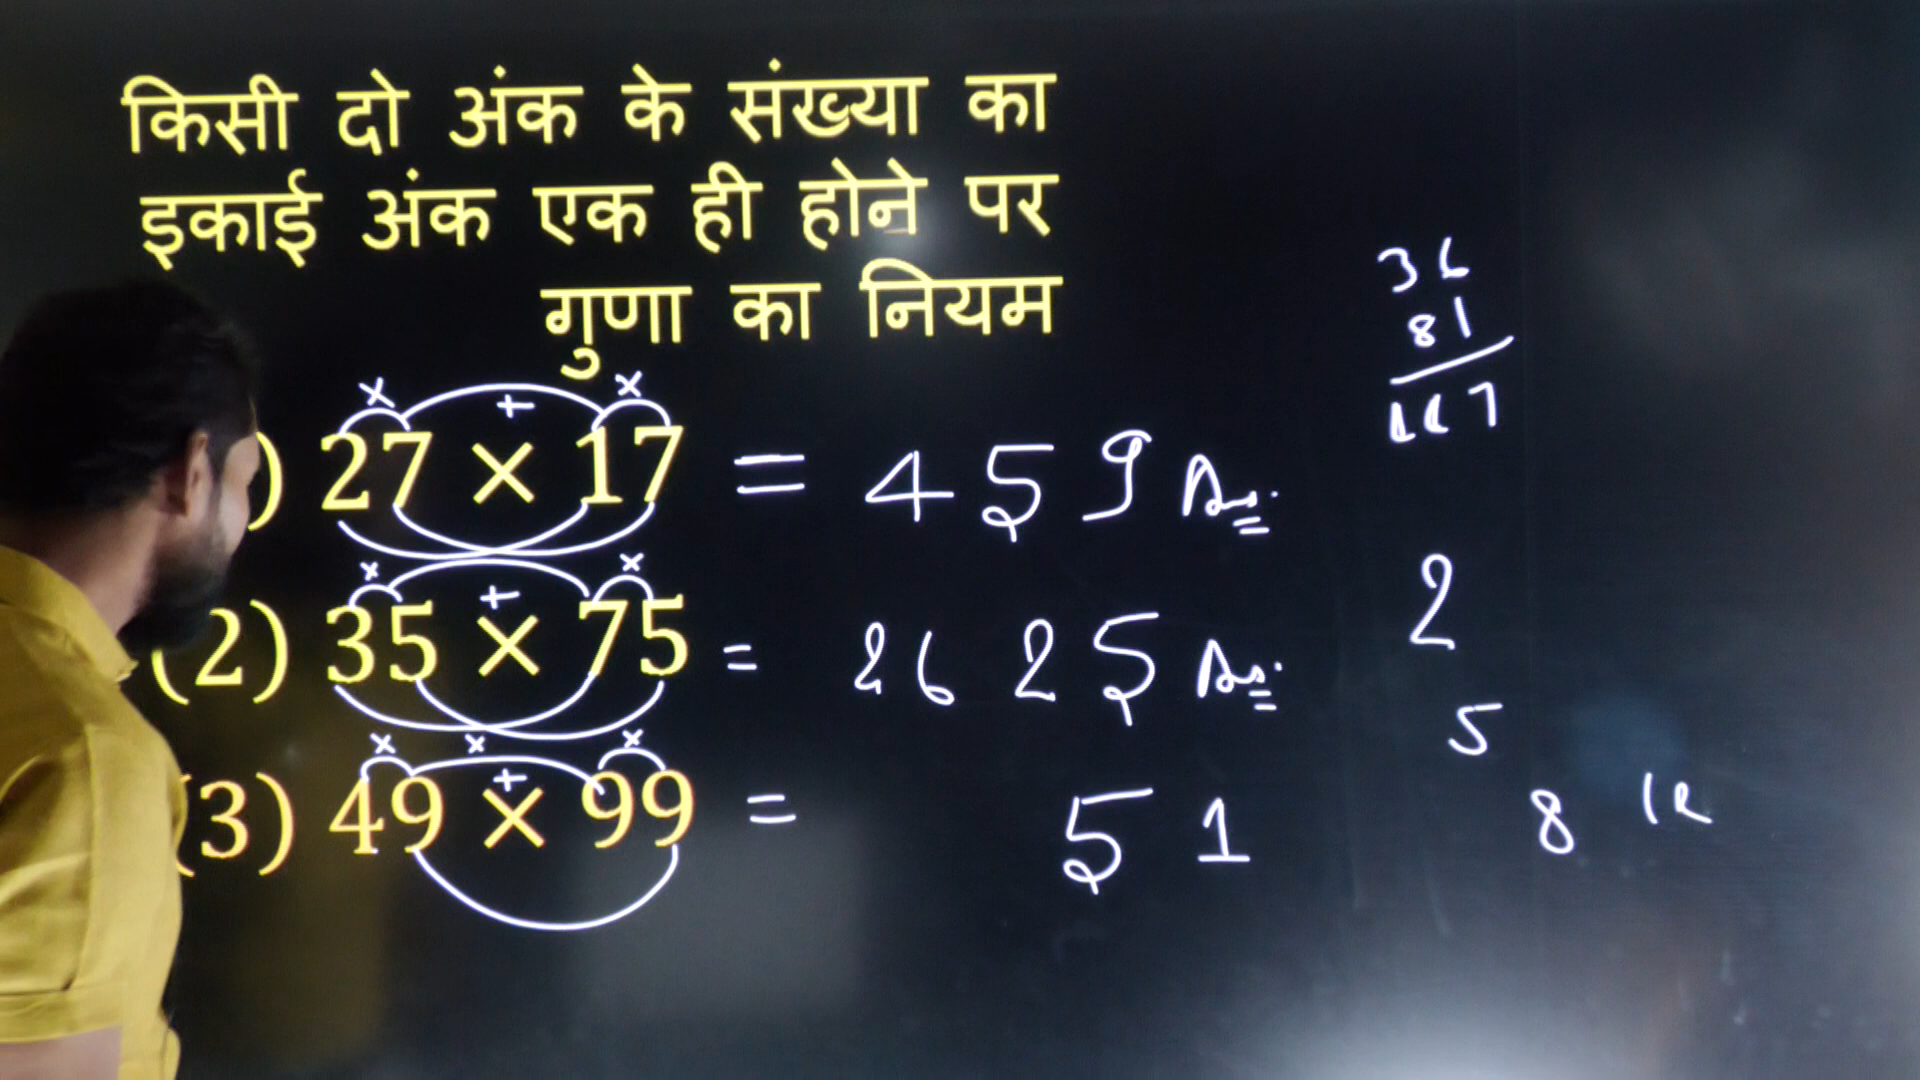 किसी दो अंक के संख्या का
इकाई अंक एक ही होने पर
गुणा का नियम
) 27 × 17 = 459 Ans.
(2) 35 × 75 = 2625 Ans.
(3) 49 × 99 = 51
× + ×
× + ×
× × + ×
36
81
2
5
8 12